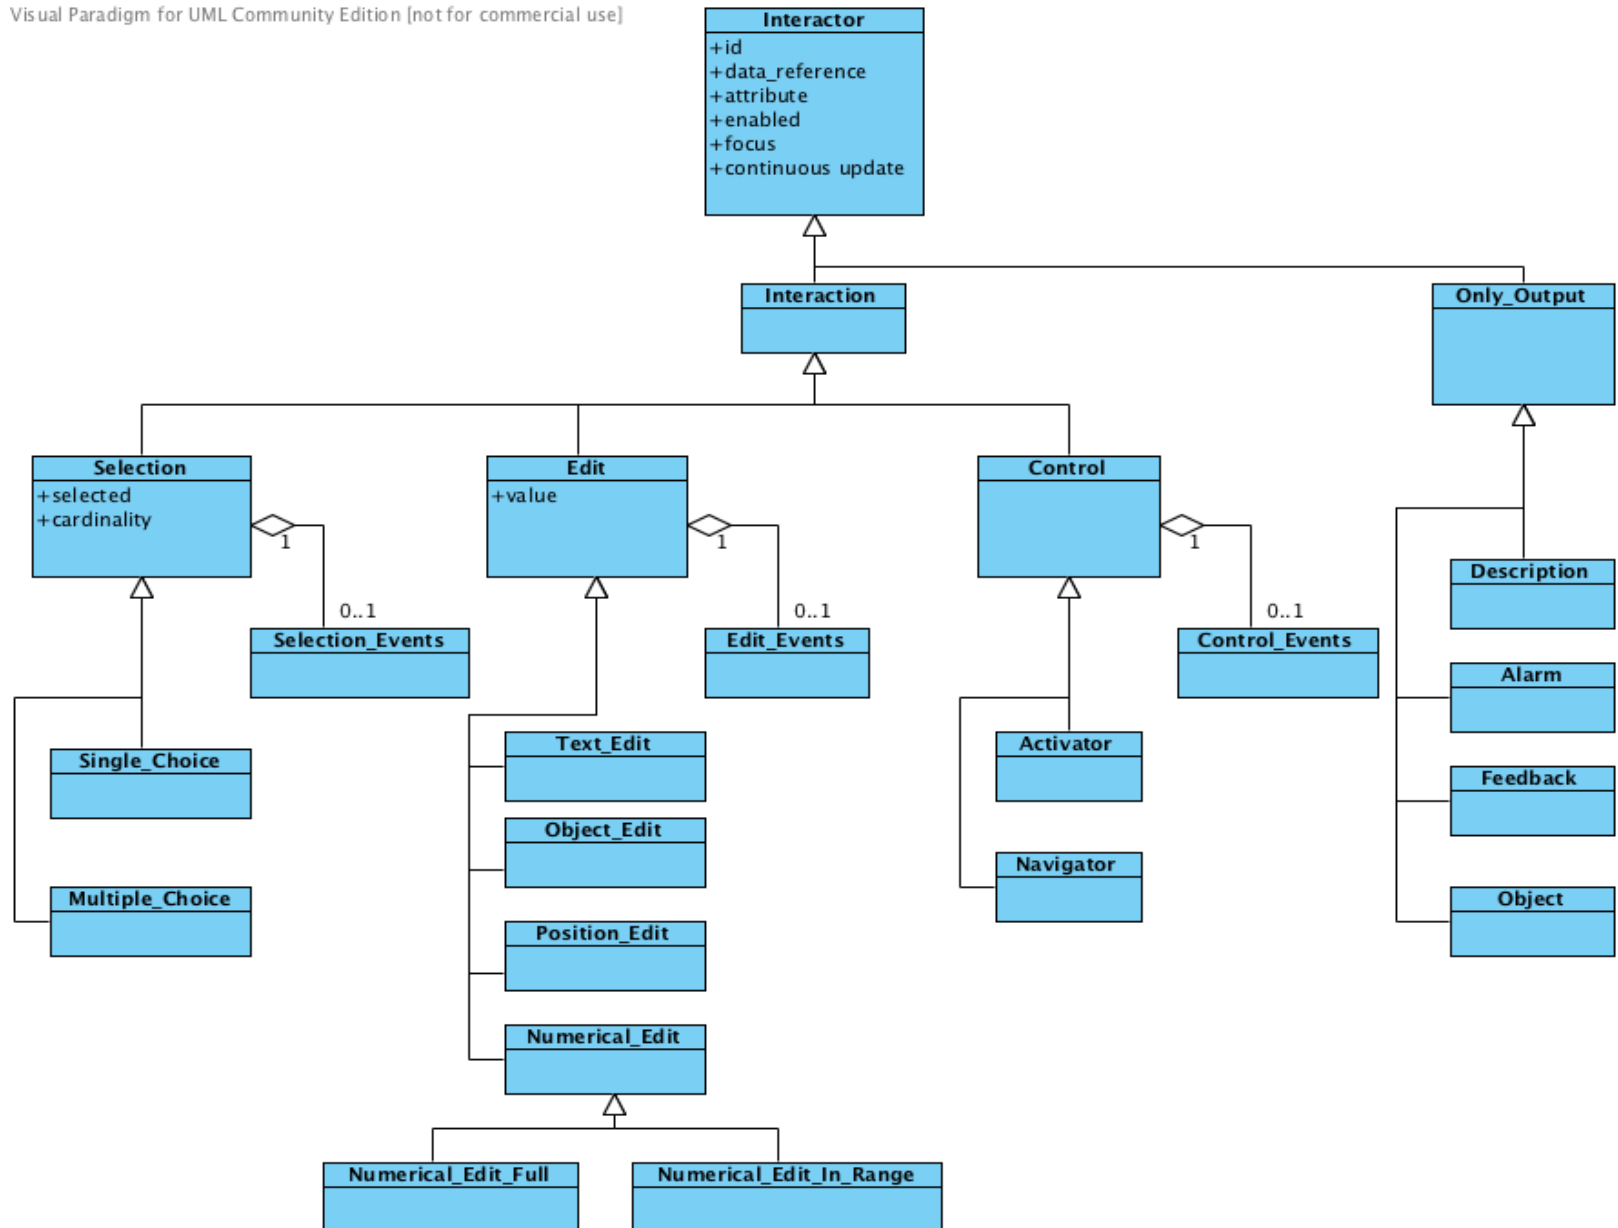 Visual Paradigm for UML Community Edition [not for commercial use]
Interactor
+id
+data_reference
+attribute
+enabled
+focus
+continuous update
Interaction
Only_Output
Selection
+selected
+cardinality
1
Edit
+value
1
Control
1
0..1
Selection_Events
0..1
Edit_Events
0..1
Control_Events
Description
Alarm
Feedback
Object
Single_Choice
Multiple_Choice
Text_Edit
Object_Edit
Position_Edit
Numerical_Edit
Activator
Navigator
Numerical_Edit_Full
Numerical_Edit_In_Range